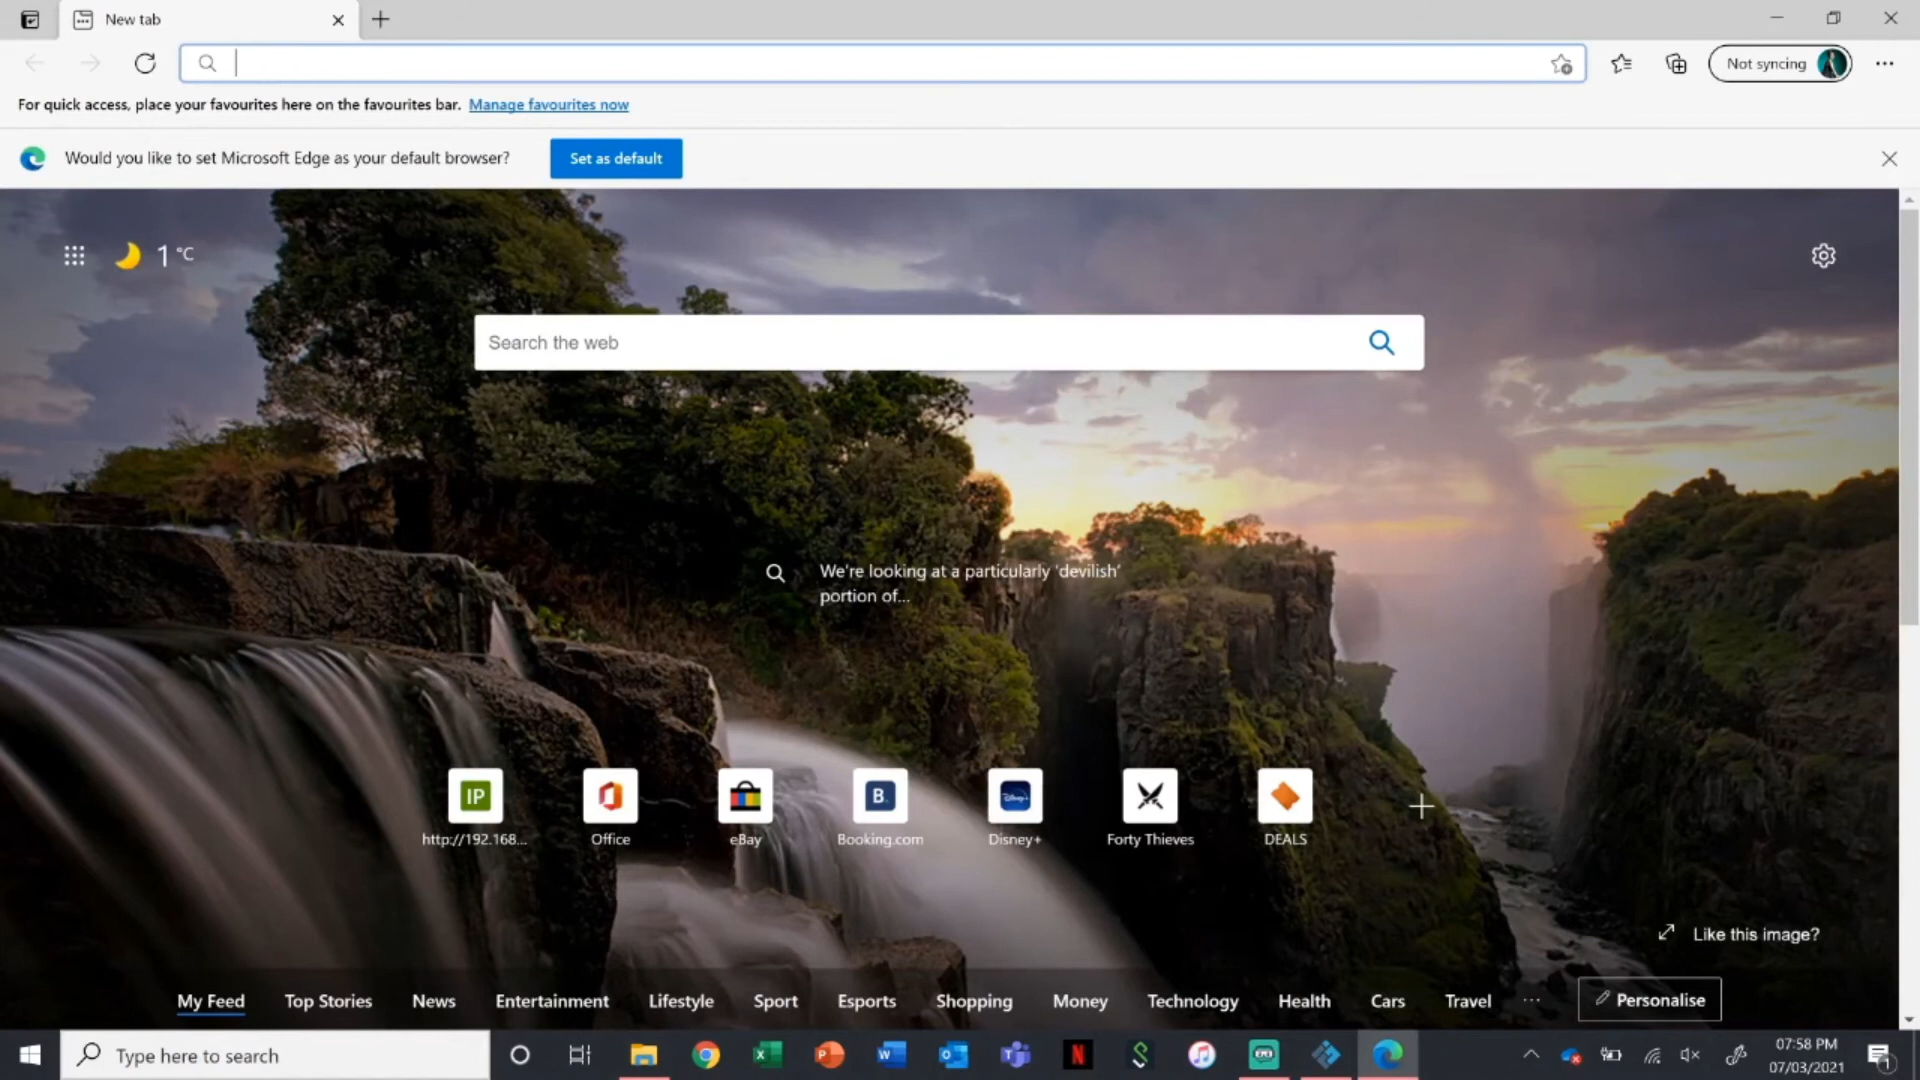 New tab
Not syncing
For quick access, place your favourites here on the favourites bar. Manage favourites now
Would you like to set Microsoft Edge as your default browser? Set as default
1 °C
Search the web
We're looking at a particularly 'devilish'
portion of...
IP
B.
Disney+
http://192.168... Office eBay Booking.com Disney+ Forty Thieves DEALS
Like this image?
My Feed Top Stories News Entertainment Lifestyle Sport Esports Shopping Money Technology Health Cars Travel ... Personalise
Type here to search
07:58 PM
07/03/2021
1